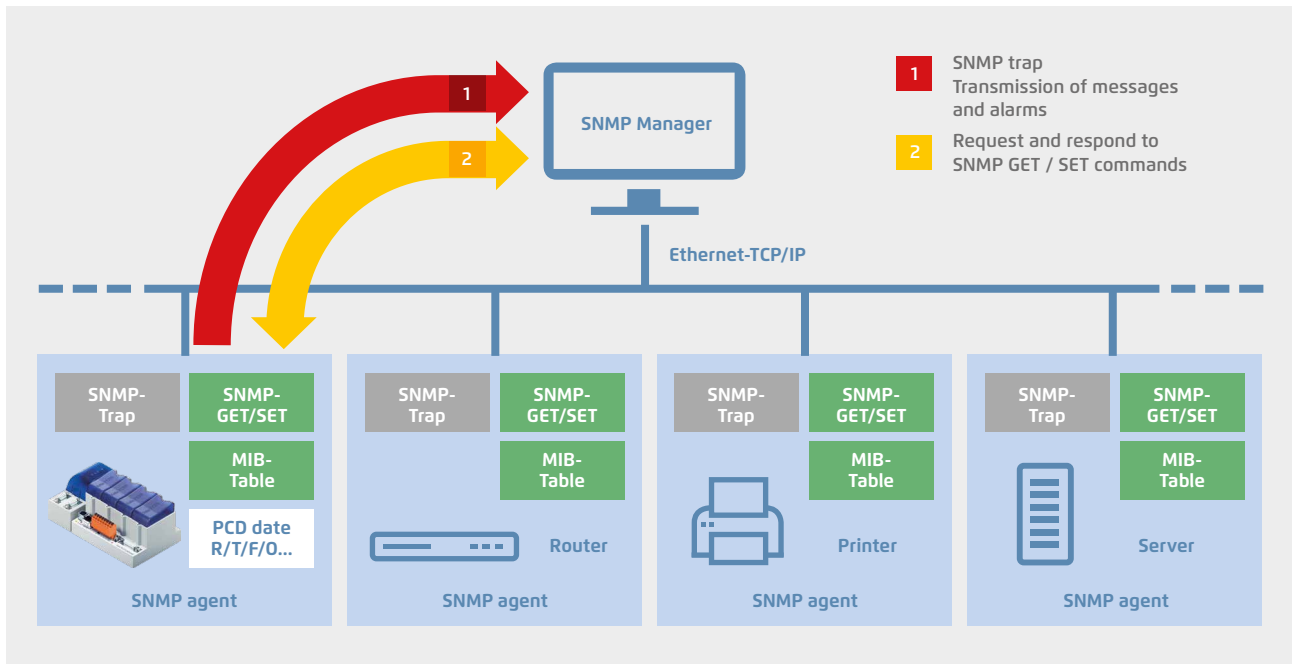 1
SNMP trap
Transmission of messages
and alarms
2
Request and respond to
SNMP GET / SET commands
1
2
SNMP Manager
Ethernet-TCP/IP
SNMP-
Trap
SNMP-
GET/SET
MIB-
Table
PCD date
R/T/F/O...
SNMP agent
SNMP-
Trap
SNMP-
GET/SET
MIB-
Table
Router
SNMP agent
SNMP-
Trap
SNMP-
GET/SET
MIB-
Table
Printer
SNMP agent
SNMP-
Trap
SNMP-
GET/SET
MIB-
Table
Server
SNMP agent